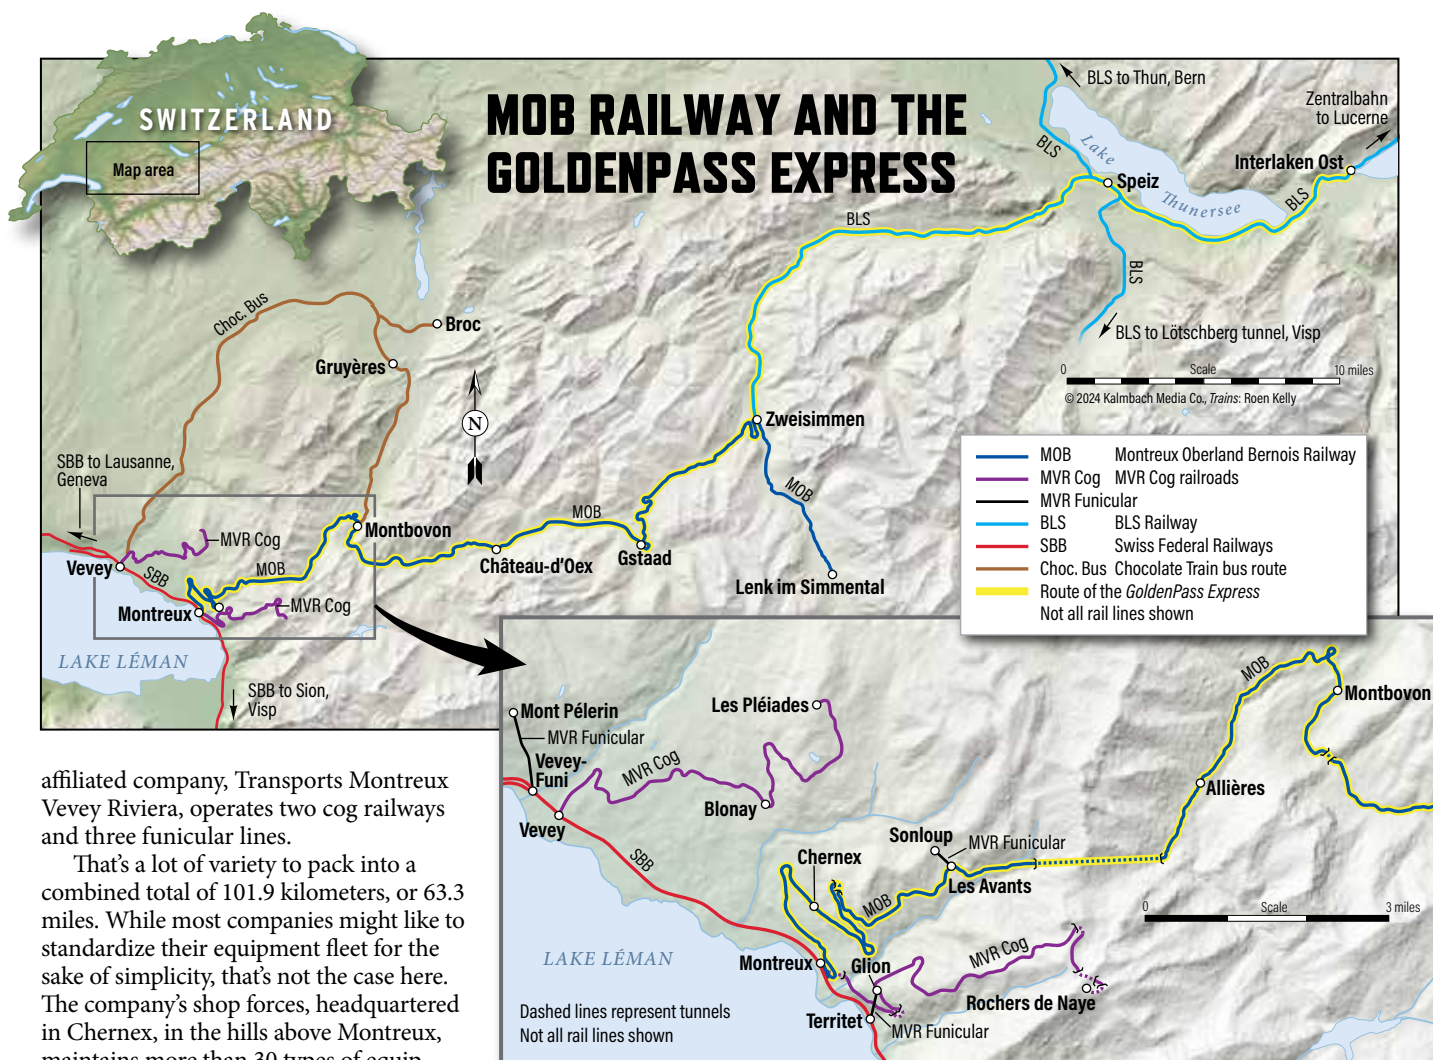 SWITZERLAND
Map area
MOB RAILWAY AND THE
GOLDENPASS EXPRESS
BLS to Thun, Bern
Zentralbahn
to Lucerne
BLS
Lake
Thunersee
Interlaken Ost
Speiz
BLS
BLS
BLS
BLS to Lötschberg tunnel, Visp
0 Scale 10 miles
© 2024 Kalmbach Media Co., Trains: Roen Kelly
Choc. Bus
Broc
Gruyères
N
Zweisimmen
MOB
SBB to Lausanne,
Geneva
MVR Cog
Montbovon
MOB
Vevey
SBB
MOB
Château-d'Oex
Gstaad
Lenk im Simmental
Montreux
MVR Cog
LAKE LÉMAN
SBB to Sion,
Visp
MOB Montreux Oberland Bernois Railway
MVR Cog MVR Cog railroads
MVR Funicular
BLS BLS Railway
SBB Swiss Federal Railways
Choc. Bus Chocolate Train bus route
Route of the GoldenPass Express
Not all rail lines shown
MOB
Montbovon
Les Pléiades
Mont Pélerin
MVR Funicular
Vevey-
Funi
MVR Cog
Blonay
Vevey
Allières
SBB
Sonloup
MVR Funicular
Chernex
Les Avants
MOB
0 Scale 3 miles
LAKE LÉMAN
Montreux
Glion
MVR Cog
Rochers de Naye
Territet
MVR Funicular
Dashed lines represent tunnels
Not all rail lines shown
affiliated company, Transports Montreux
Vevey Riviera, operates two cog railways
and three funicular lines.
That's a lot of variety to pack into a
combined total of 101.9 kilometers, or 63.3
miles. While most companies might like to
standardize their equipment fleet for the
sake of simplicity, that's not the case here.
The company's shop forces, headquartered
in Chernex, in the hills above Montreux,
maintains more than 30 types of equip-